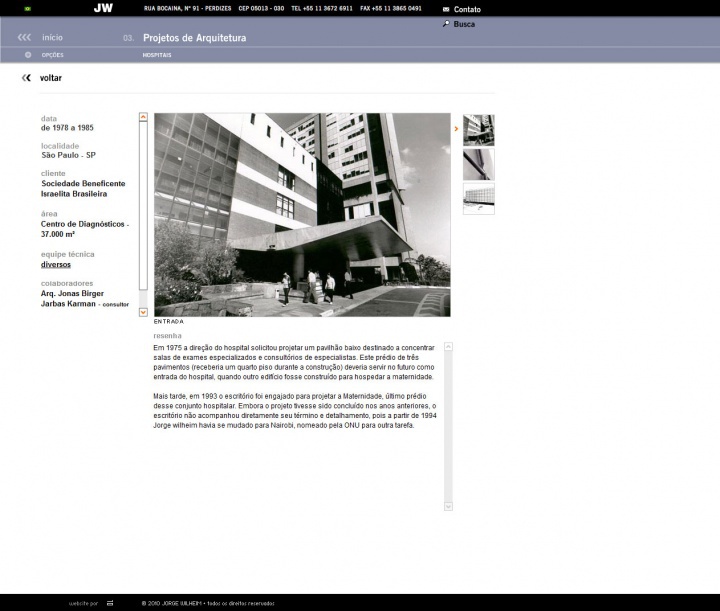 JW
RUA BOCAINA, Nº 91 - PERDIZES CEP 05013 - 030 TEL +55 11 3672 6911 FAX +55 11 3865 0491
Contato
Busca
início
03. Projetos de Arquitetura
OPÇÕES
HOSPITAIS
voltar
data
de 1978 a 1985
localidade
São Paulo - SP
cliente
Sociedade Beneficente
Israelita Brasileira
área
Centro de Diagnósticos -
37.000 m²
equipe técnica
diversos
colaboradores
Arq. Jonas Birger
Jarbas Karman - consultor
ENTRADA
resenha
Em 1975 a direção do hospital solicitou projetar um pavilhão baixo destinado a concentrar
salas de exames especializados e consultórios de especialistas. Este prédio de três
pavimentos (receberia um quarto piso durante a construção) deveria servir no futuro como
entrada do hospital, quando outro edifício fosse construído para hospedar a maternidade.
Mais tarde, em 1993 o escritório foi engajado para projetar a Maternidade, último prédio
desse conjunto hospitalar. Embora o projeto tivesse sido concluído nos anos anteriores, o
escritório não acompanhou diretamente seu término e detalhamento, pois a partir de 1994
Jorge wilheim havia se mudado para Nairobi, nomeado pela ONU para outra tarefa.
website por
© 2010 JORGE WILHEIM • todos os direitos reservados